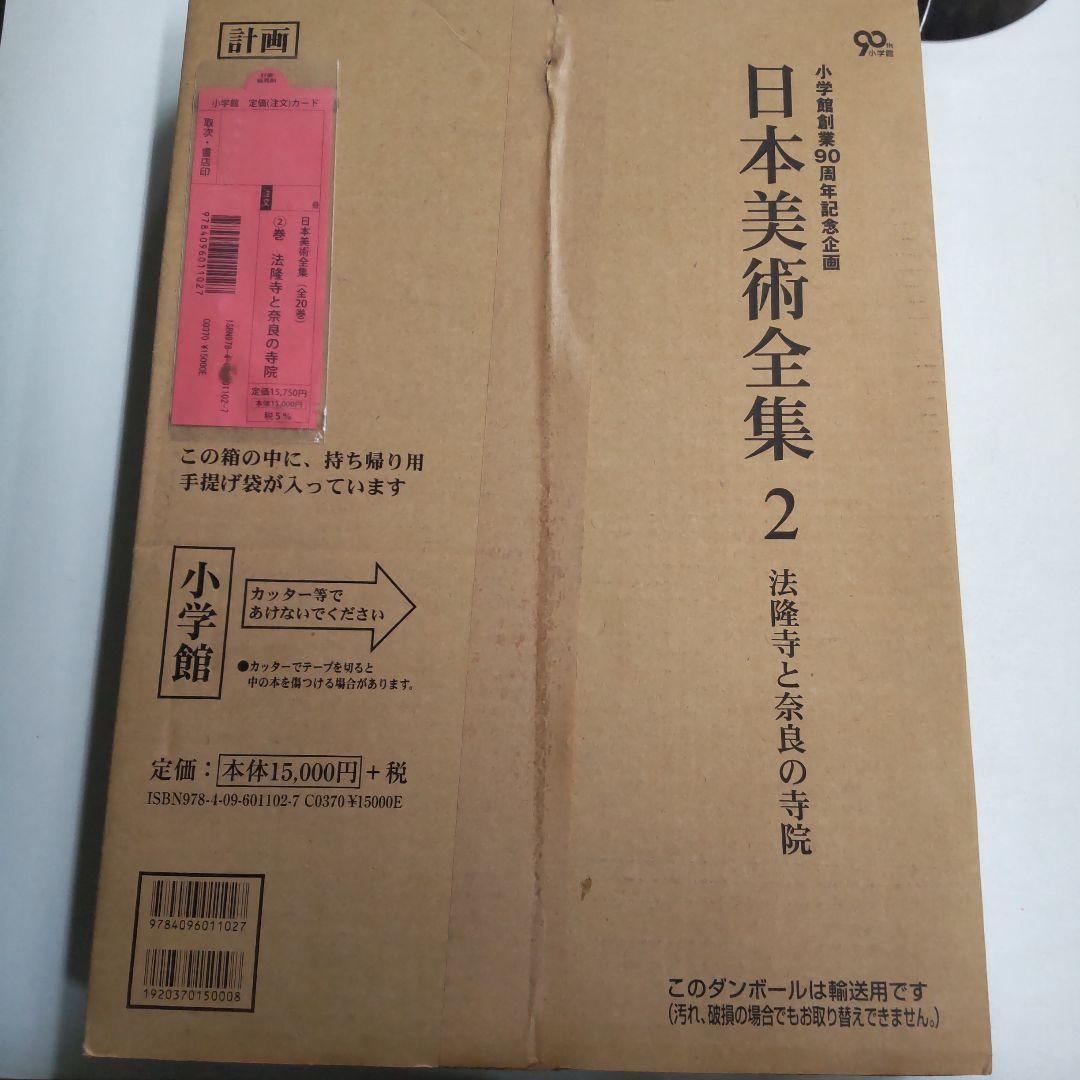 計画
小学館 定価(注文)カード
取次・書店印
注文
日本美術全集（全20巻）
②巻 法隆寺と奈良の寺院
9784096011027
C0370 ¥15000E
定価15,750円
本体15,000円
税5%
この箱の中に、持ち帰り用
手提げ袋が入っています
小学館
カッター等で
あけないでください
●カッターでテープを切ると
中の本を傷つける場合があります。
定価：本体15,000円＋税
ISBN978-4-09-601102-7 C0370 ¥15000E
9784096011027
1920370150008
90th
小学館
小学館創業90周年記念企画
日本美術全集 2 法隆寺と奈良の寺院
このダンボールは輸送用です
（汚れ、破損の場合でもお取り替えできません。）